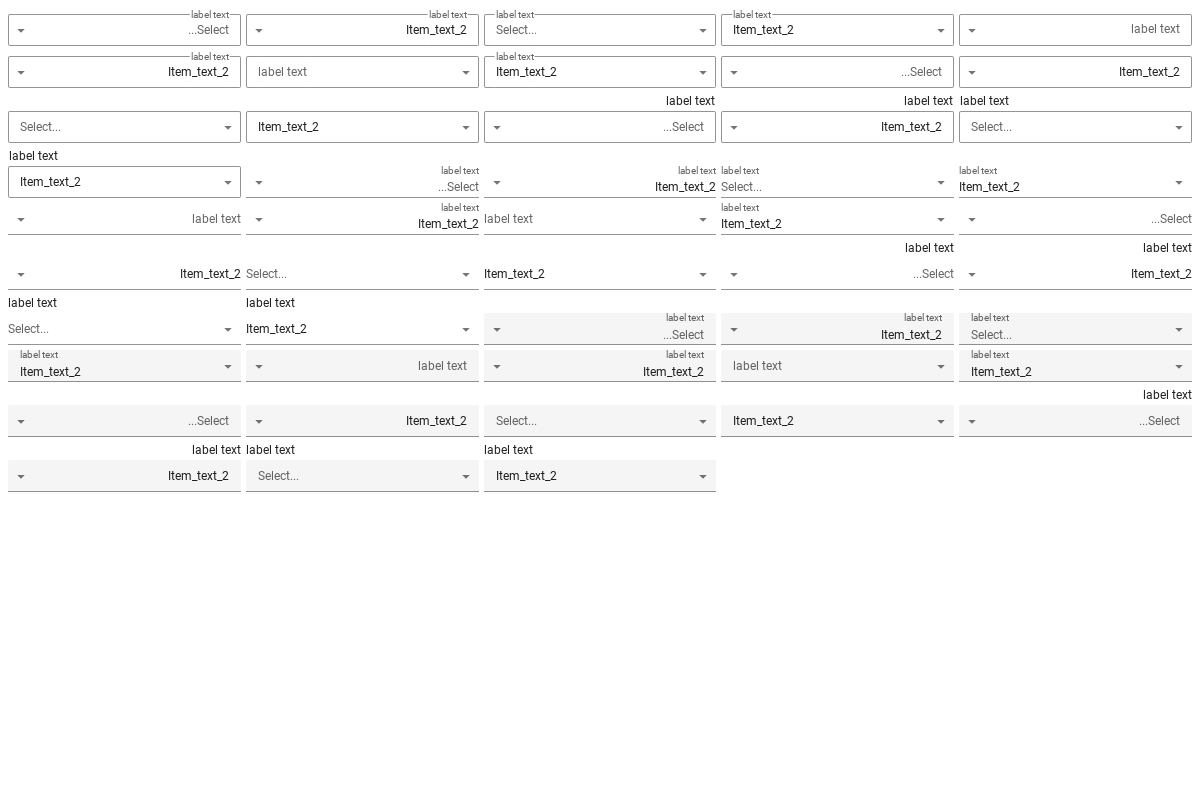 label text label text label text label text
...Select Item_text_2 Select... Item_text_2 label text
label text label text
Item_text_2 label text Item_text_2 ...Select Item_text_2
label text label text label text
Select... Item_text_2 ...Select Item_text_2 Select...
label text
label text label text label text label text
Item_text_2 ...Select Item_text_2 Select... Item_text_2
label text label text
label text Item_text_2 label text Item_text_2 ...Select
label text label text
Item_text_2 Select... Item_text_2 ...Select Item_text_2
label text label text
label text label text label text
Select... Item_text_2 ...Select Item_text_2 Select...
label text label text label text
Item_text_2 label text Item_text_2 label text Item_text_2
label text
...Select Item_text_2 Select... Item_text_2 ...Select
label text label text label text
Item_text_2 Select... Item_text_2